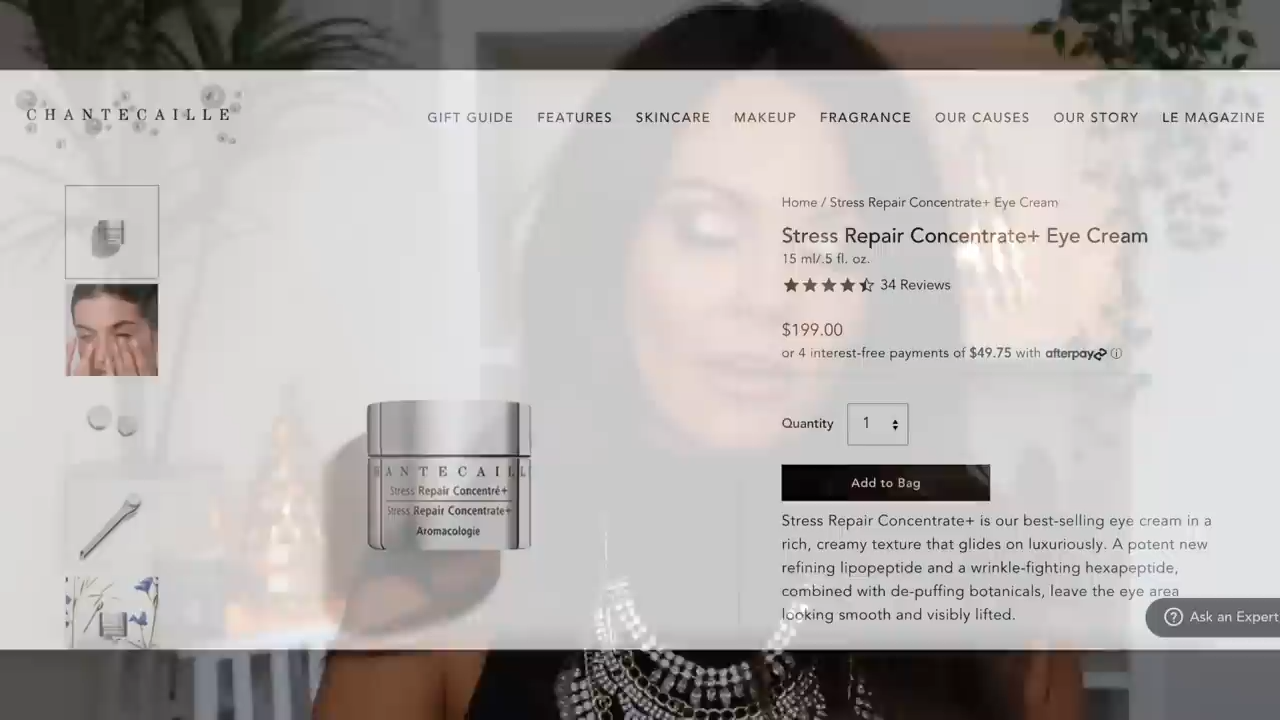 CHANTECAILLE
GIFT GUIDE FEATURES SKINCARE MAKEUP FRAGRANCE OUR CAUSES OUR STORY LE MAGAZINE
Home / Stress Repair Concentrate+ Eye Cream
Stress Repair Concentrate+ Eye Cream
15 ml/.5 fl. oz.
34 Reviews
$199.00
or 4 interest-free payments of $49.75 with afterpay
Quantity 1
Add to Bag
HANTECAILL
Stress Repair Concentré+
Stress Repair Concentrate+
Aromacologie
Stress Repair Concentrate+ is our best-selling eye cream in a
rich, creamy texture that glides on luxuriously. A potent new
refining lipopeptide and a wrinkle-fighting hexapeptide,
combined with de-puffing botanicals, leave the eye area
looking smooth and visibly lifted.
Ask an Expert